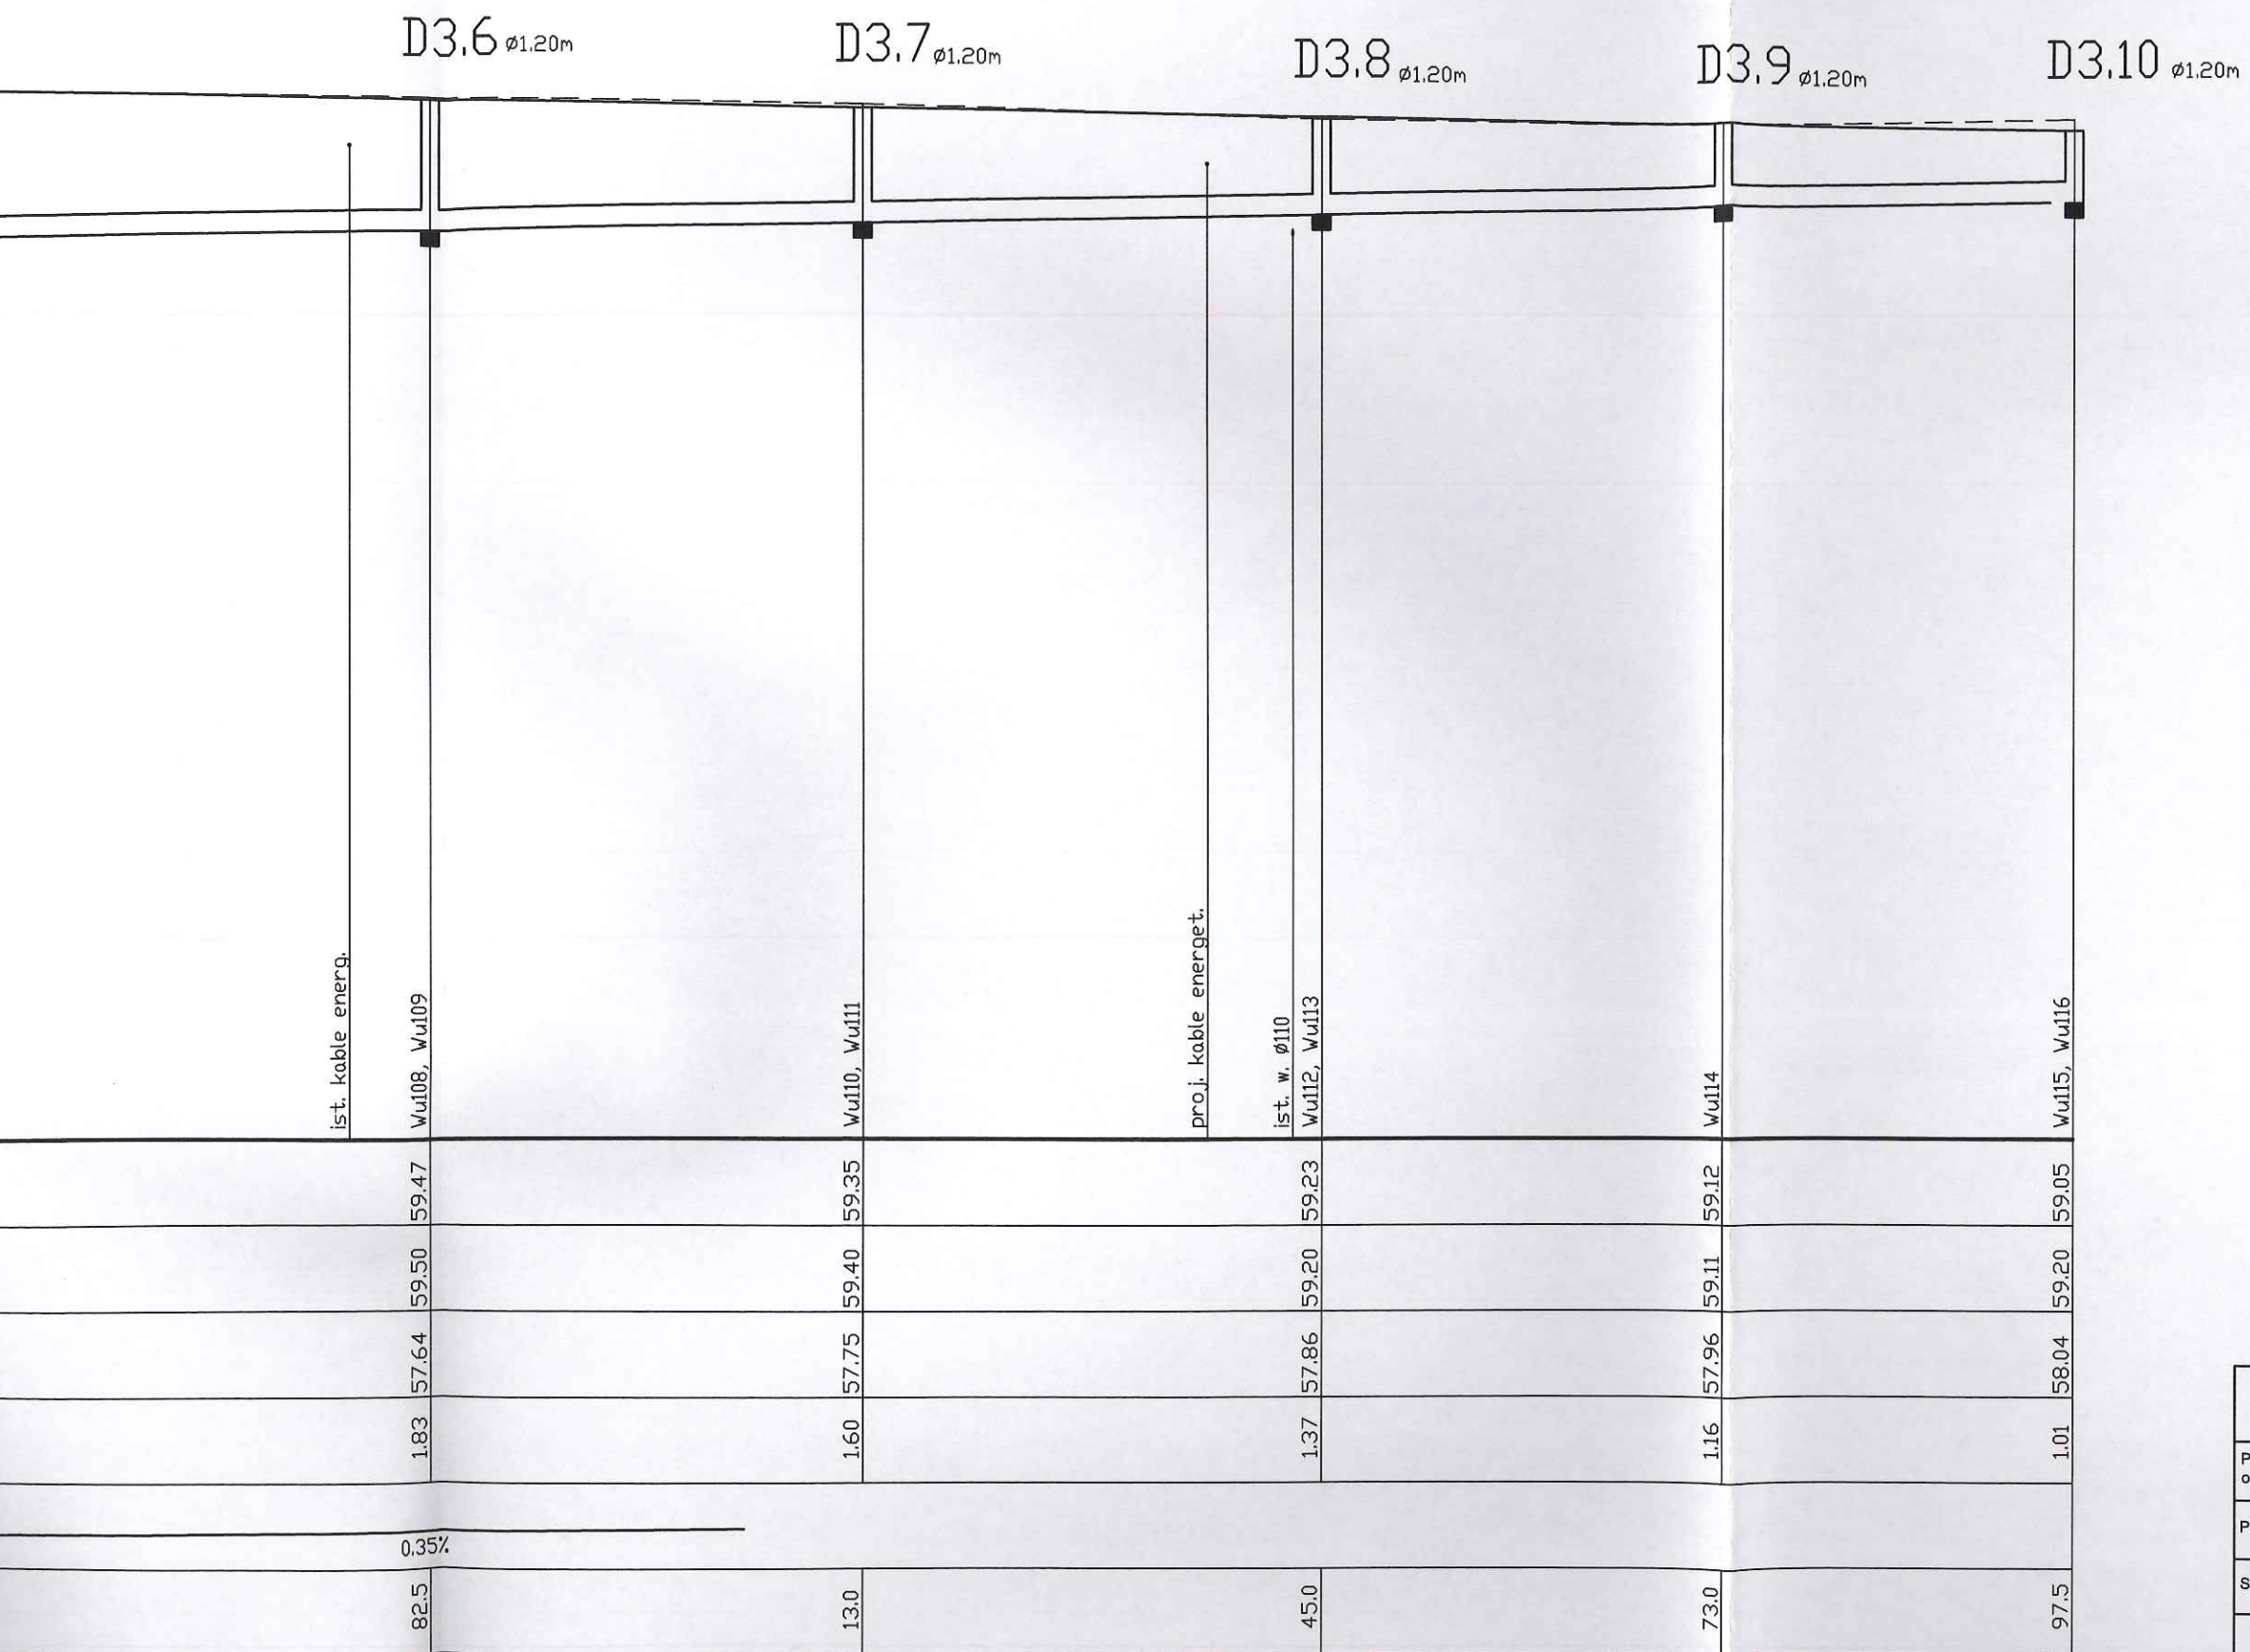 D3.6 ø1.20m
D3.7 ø1.20m
D3.8 ø1.20m
D3.9 ø1.20m
D3.10 ø1.20m
ist. kable energ.
Wu108, Wu109
Wu110, Wu111
proj. kable energet.
ist. w. ø110
Wu112, Wu113
Wu114
Wu115, Wu116
59.47 59.35 59.23 59.12 59.05
59.50 59.40 59.20 59.11 59.20
57.64 57.75 57.86 57.96 58.04
1.83 1.60 1.37 1.16 1.01
0.35%
82.5 13.0 45.0 73.0 97.5
P
o
P
S